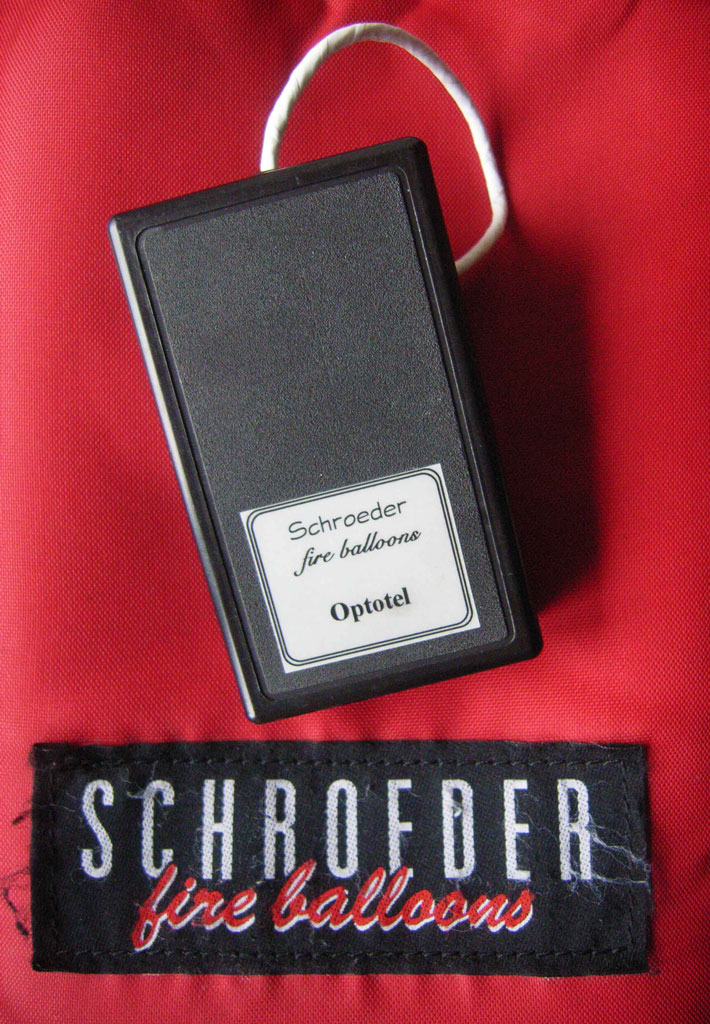 Schroeder
fire balloons
Optotel
SCHROEDER
fire balloons